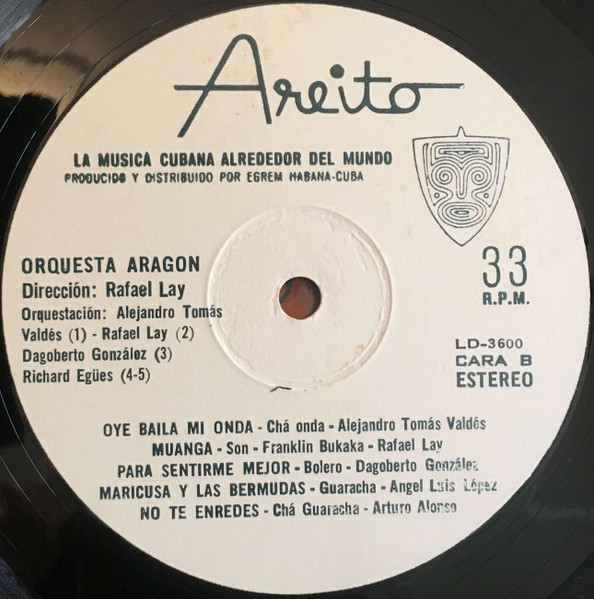 Areito
LA MUSICA CUBANA ALREDEDOR DEL MUNDO
PRODUCIDO Y DISTRIBUIDO POR EGREM HABANA-CUBA
ORQUESTA ARAGON
Dirección: Rafael Lay
Orquestación: Alejandro Tomás
Valdés (1) - Rafael Lay (2)
Dagoberto González (3)
Richard Egües (4-5)
33
R.P.M.
LD-3600
CARA B
ESTEREO
OYE BAILA MI ONDA - Chá onda - Alejandro Tomás Valdés
MUANGA - Son - Franklin Bukaka - Rafael Lay
PARA SENTIRME MEJOR - Bolero - Dagoberto González
MARICUSA Y LAS BERMUDAS - Guaracha - Angel Luis López
NO TE ENREDES - Chá Guaracha - Arturo Alonso